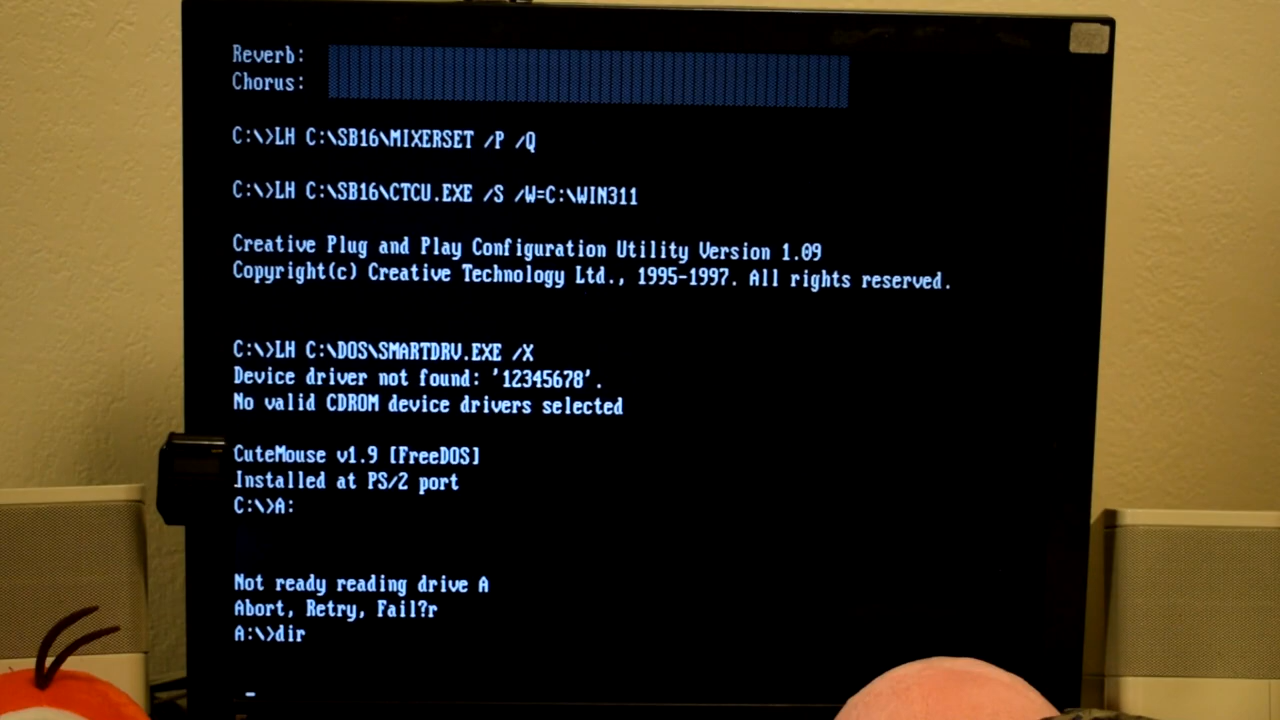 Reverb:
Chorus:
C:\>LH C:\SB16\MIXERSET /P /Q
C:\>LH C:\SB16\CTCU.EXE /S /W=C:\WIN311
Creative Plug and Play Configuration Utility Version 1.09
Copyright(c) Creative Technology Ltd., 1995-1997. All rights reserved.
C:\>LH C:\DOS\SMARTDRV.EXE /X
Device driver not found: '12345678'.
No valid CDROM device drivers selected
CuteMouse v1.9 [FreeDOS]
Installed at PS/2 port
C:\>A:
Not ready reading drive A
Abort, Retry, Fail?r
A:\>dir